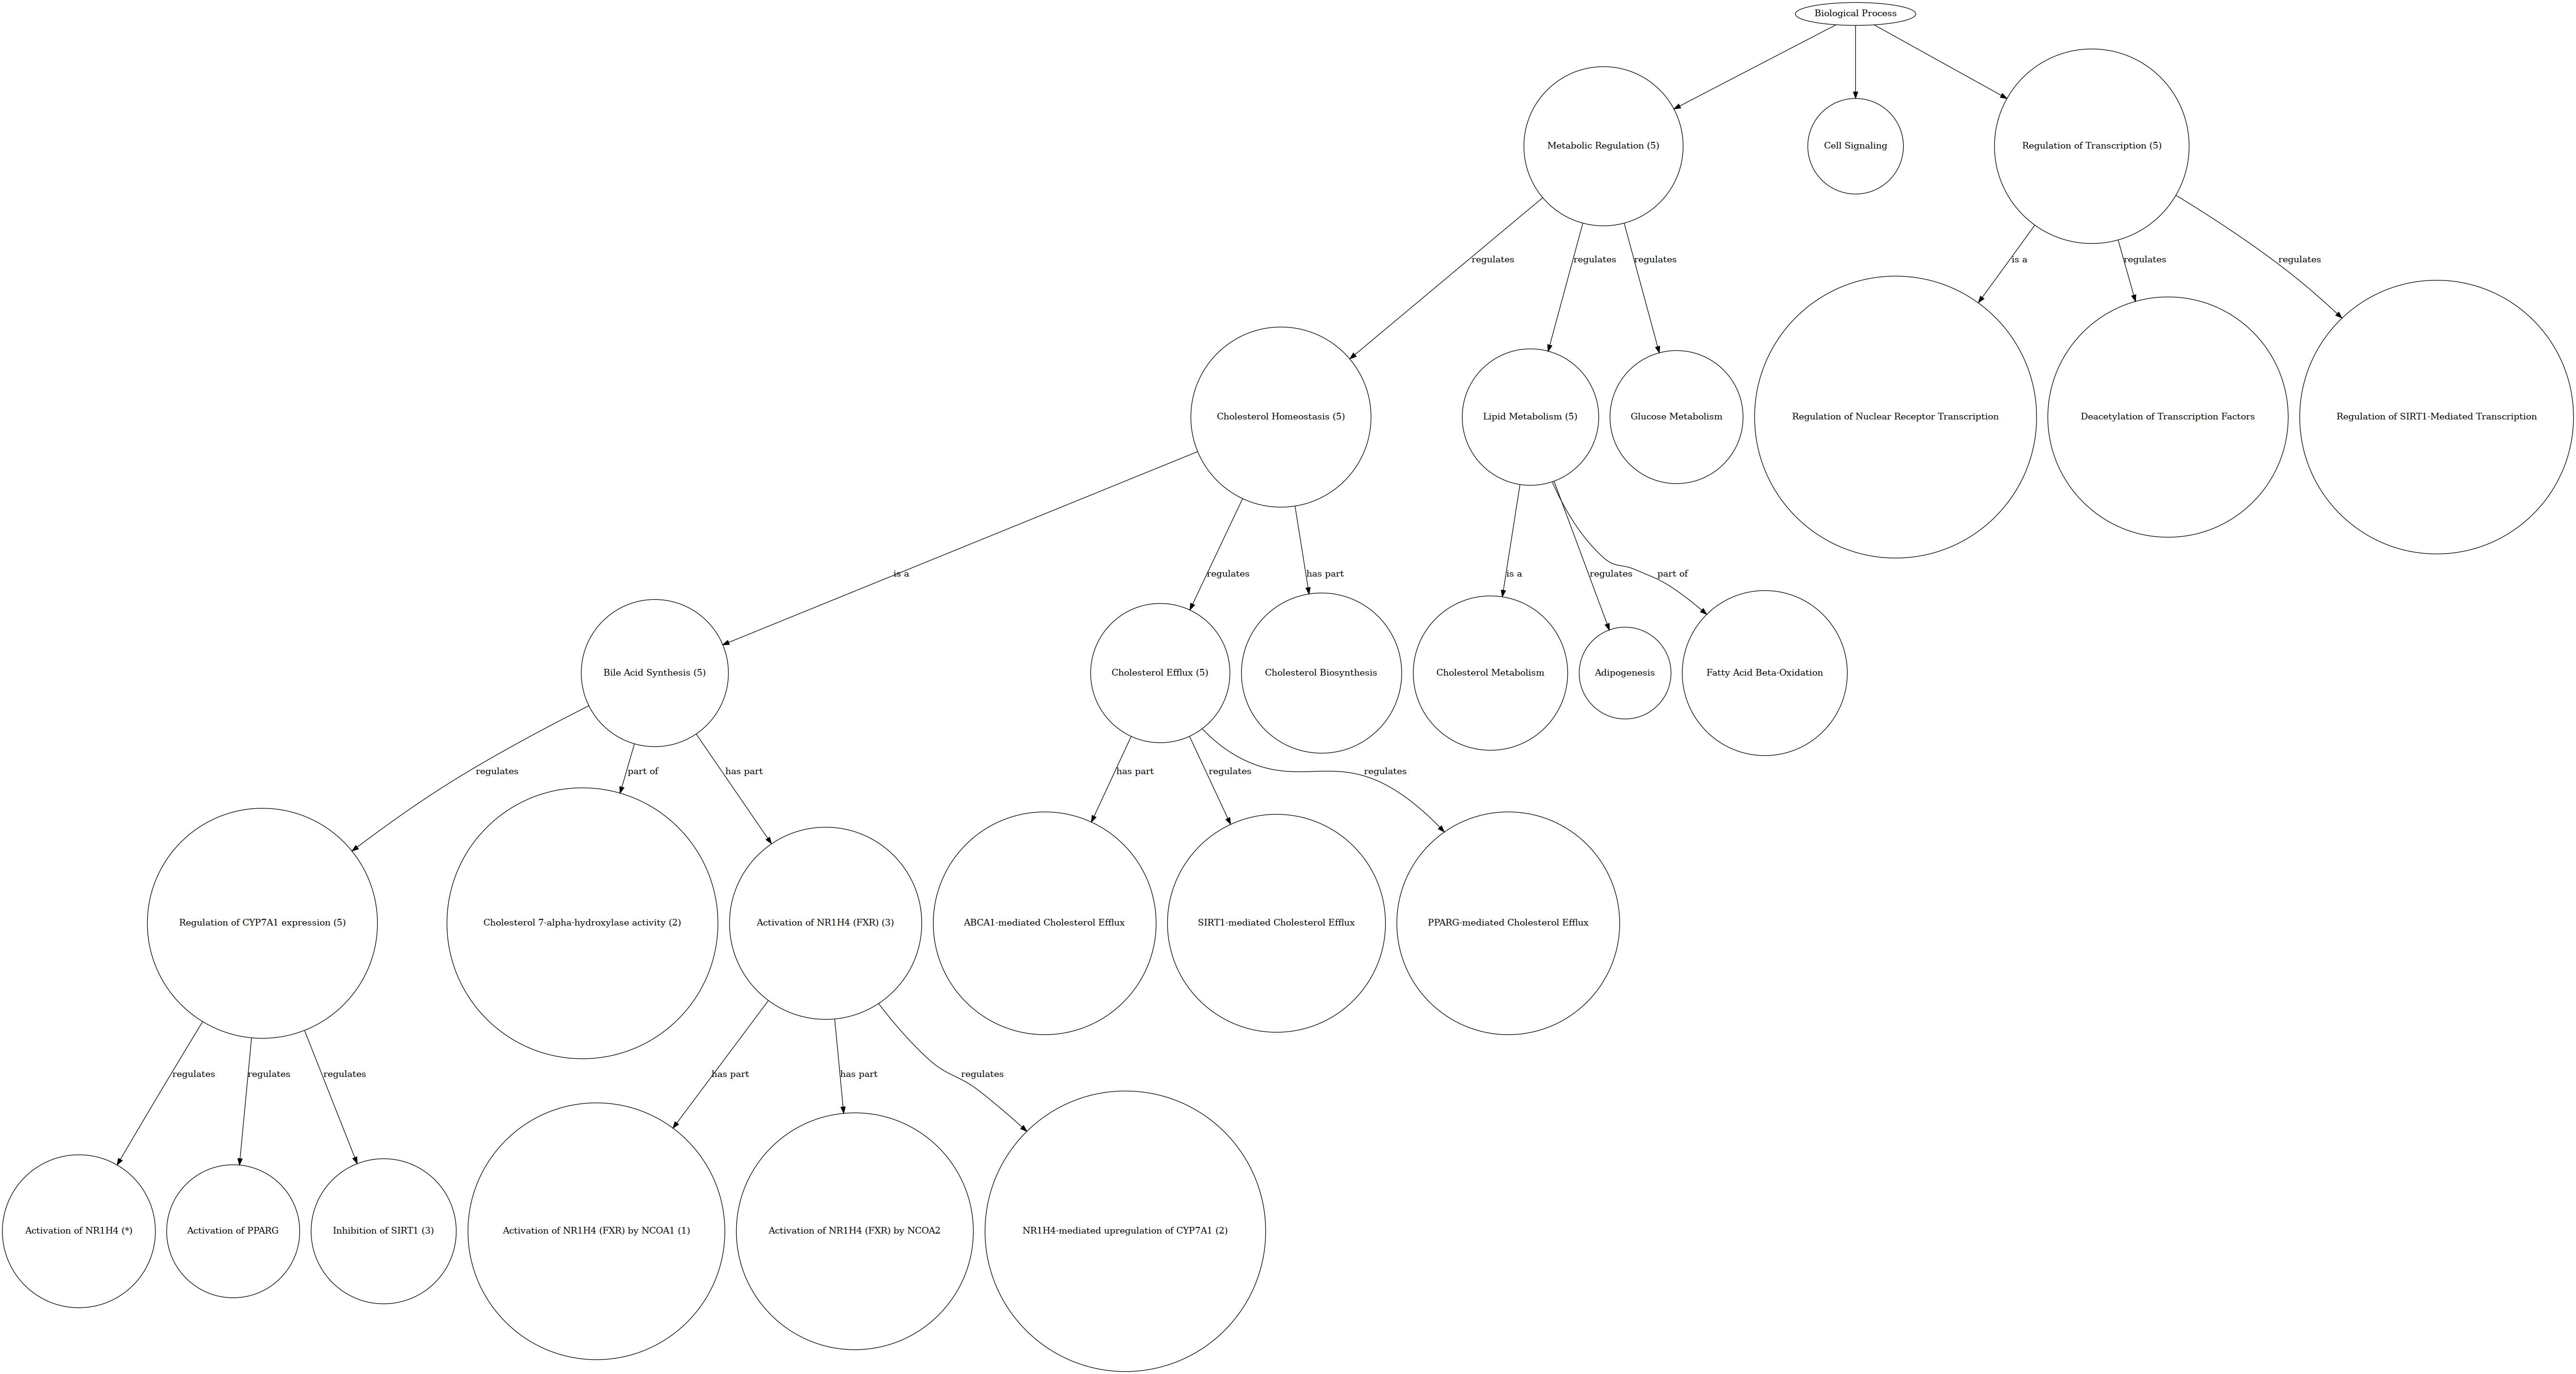 Biological Process
Metabolic Regulation (5)
Cell Signaling
Regulation of Transcription (5)
regulates
regulates
regulates
is a
regulates
regulates
Cholesterol Homeostasis (5)
Lipid Metabolism (5)
Glucose Metabolism
Regulation of Nuclear Receptor Transcription
Deacetylation of Transcription Factors
Regulation of SIRT1-Mediated Transcription
is a
regulates
has part
is a
regulates
part of
Bile Acid Synthesis (5)
Cholesterol Efflux (5)
Cholesterol Biosynthesis
Cholesterol Metabolism
Adipogenesis
Fatty Acid Beta-Oxidation
regulates
part of
has part
has part
regulates
regulates
Regulation of CYP7A1 expression (5)
Cholesterol 7-alpha-hydroxylase activity (2)
Activation of NR1H4 (FXR) (3)
ABCA1-mediated Cholesterol Efflux
SIRT1-mediated Cholesterol Efflux
PPARG-mediated Cholesterol Efflux
regulates
regulates
regulates
has part
has part
regulates
Activation of NR1H4 (*)
Activation of PPARG
Inhibition of SIRT1 (3)
Activation of NR1H4 (FXR) by NCOA1 (1)
Activation of NR1H4 (FXR) by NCOA2
NR1H4-mediated upregulation of CYP7A1 (2)